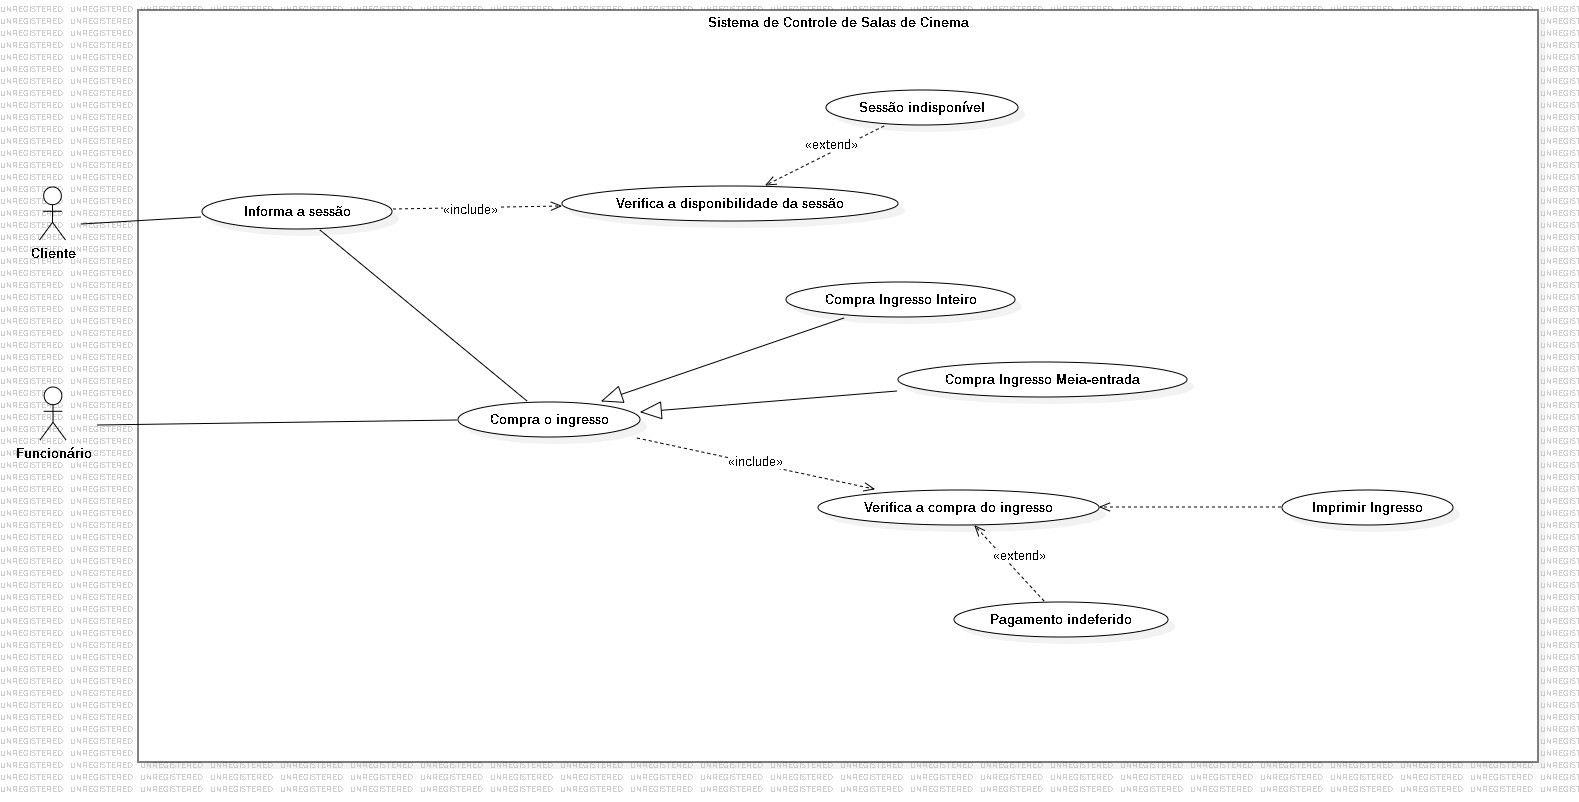 Sistema de Controle de Salas de Cinema
Sessão indisponível
«extend»
Informa a sessão
«include»
Verifica a disponibilidade da sessão
Cliente
Compra Ingresso Inteiro
Compra Ingresso Meia-entrada
Compra o ingresso
Funcionário
«include»
Verifica a compra do ingresso
Imprimir Ingresso
«extend»
Pagamento indeferido
UNREGISTERED